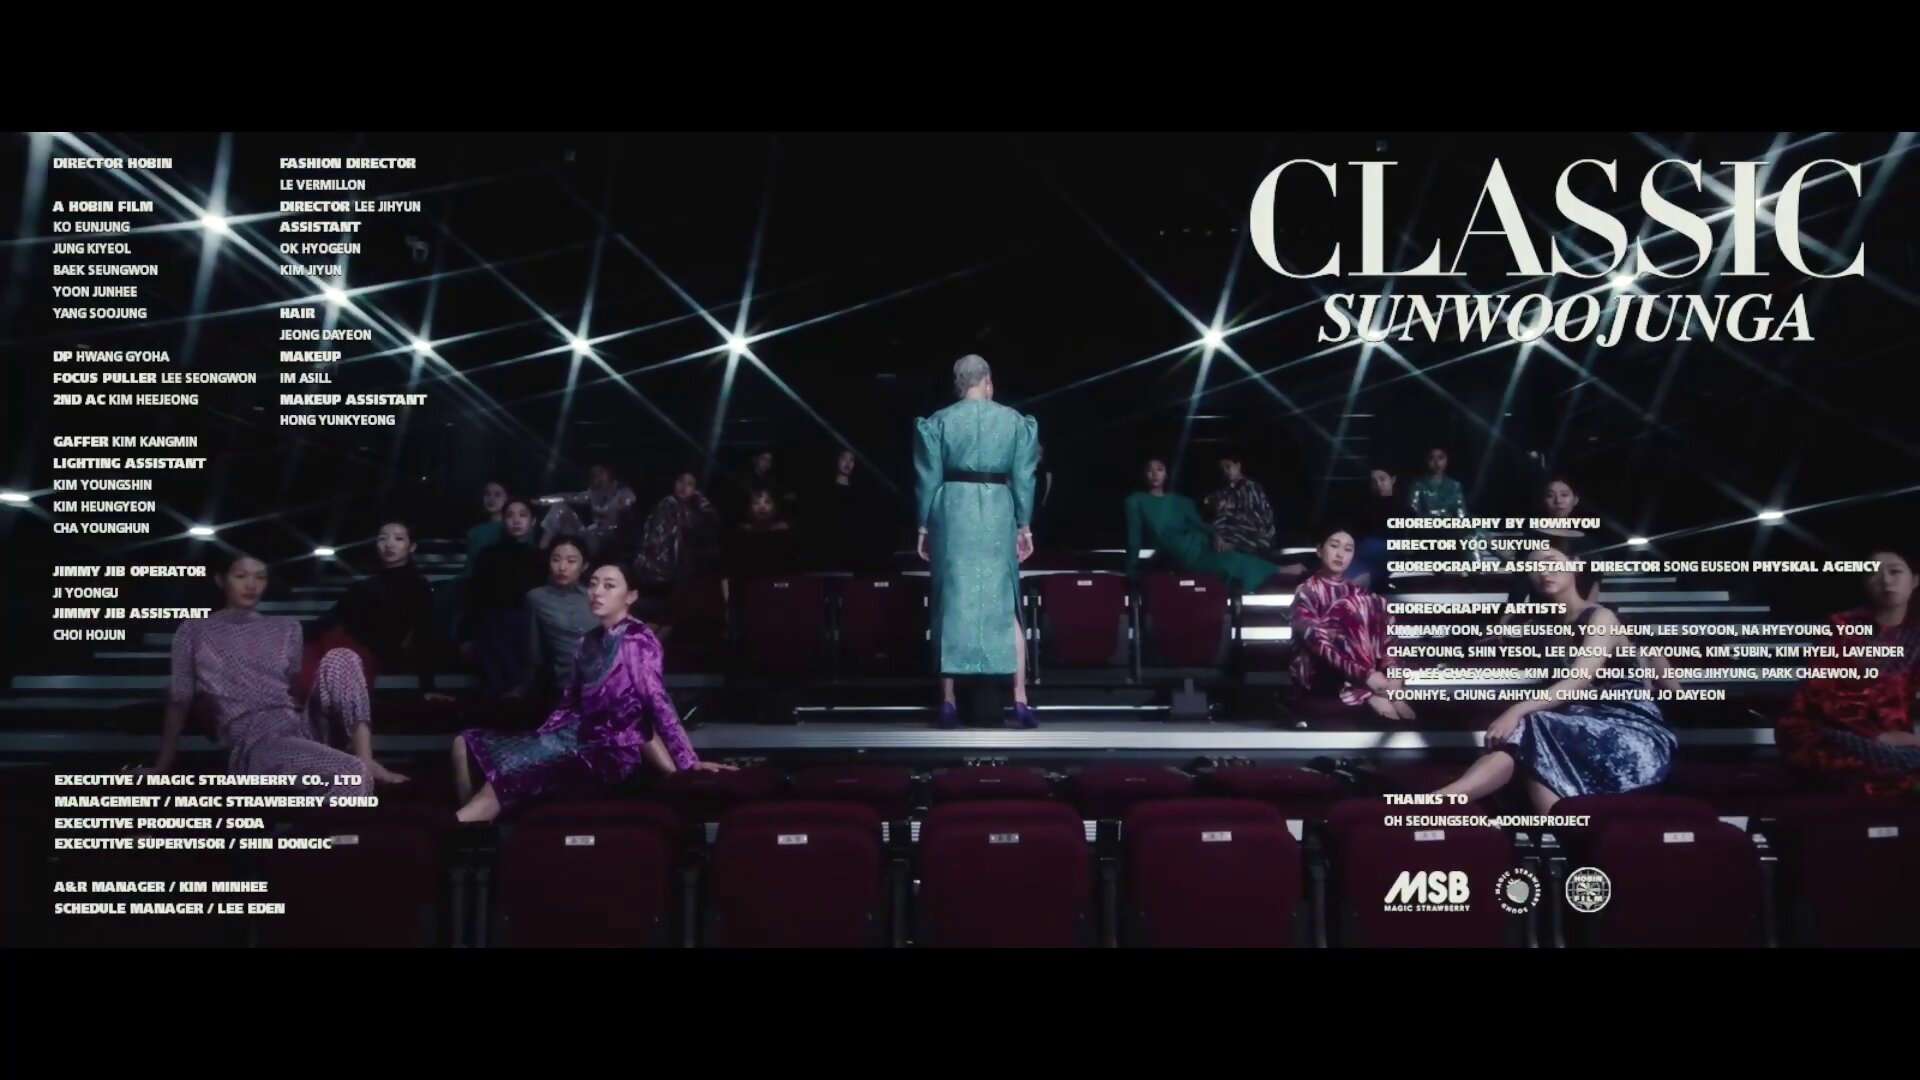 DIRECTOR HOBIN
A HOBIN FILM
KO EUNJUNG
JUNG KIYEOL
BAEK SEUNGWON
YOON JUNHEE
YANG SOOJUNG
DP HWANG GYOHA
FOCUS PULLER LEE SEONGWON
2ND AC KIM HEEJEONG
GAFFER KIM KANGMIN
LIGHTING ASSISTANT
KIM YOUNGSHIN
KIM HEUNGYEON
CHA YOUNGHUN
JIMMY JIB OPERATOR
JI YOONGU
JIMMY JIB ASSISTANT
CHOI HOJUN
EXECUTIVE / MAGIC STRAWBERRY CO., LTD
MANAGEMENT / MAGIC STRAWBERRY SOUND
EXECUTIVE PRODUCER / SODA
EXECUTIVE SUPERVISOR / SHIN DONGIC
A&R MANAGER / KIM MINHEE
SCHEDULE MANAGER / LEE EDEN
FASHION DIRECTOR
LE VERMILLON
DIRECTOR LEE JIHYUN
ASSISTANT
OK HYOGEUN
KIM JIYUN
HAIR
JEONG DAYEON
MAKEUP
IM ASILL
MAKEUP ASSISTANT
HONG YUNKYEONG
CLASSIC
SUNWOOJUNGA
CHOREOGRAPHY BY HOWHYOU
DIRECTOR YOO SUKYUNG
CHOREOGRAPHY ASSISTANT DIRECTOR SONG EUSEON PHYSKAL AGENCY
CHOREOGRAPHY ARTISTS
KIM NAMYOON, SONG EUSEON, YOO HAEUN, LEE SOYOON, NA HYEYOUNG, YOON
CHAEYOUNG, SHIN YESOL, LEE DASOL, LEE KAYOUNG, KIM SUBIN, KIM HYEJI, LAVENDER
HEO, LEE CHAEYOUNG, KIM JIOON, CHOI SORI, JEONG JIHYUNG, PARK CHAEWON, JO
YOONHYE, CHUNG AHHYUN, CHUNG AHHYUN, JO DAYEON
THANKS TO
OH SEOUNGSEOK, ADONISPROJECT
MSB
MAGIC STRAWBERRY
MAGIC STRAWBERRY SOUND
HOBIN FILM